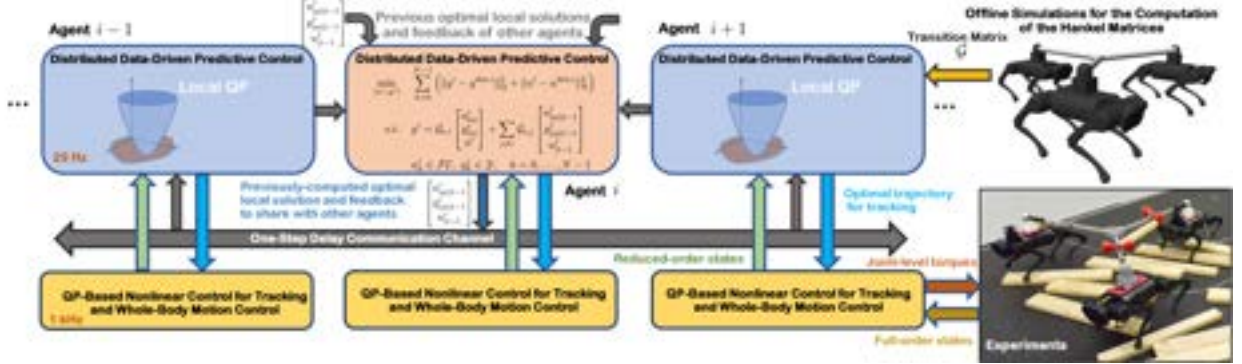 Agent i − 1
Previous optimal local solutions
and feedback of other agents
Agent i + 1
Offline Simulations for the Computation
of the Hankel Matrices
Transition Matrix
G
Distributed Data-Driven Predictive Control
Distributed Data-Driven Predictive Control
Distributed Data-Driven Predictive Control
Local QP
Local QP
...
...
25 Hz
Previously-computed optimal
local solution and feedback
to share with other agents
Agent i
Optimal trajectory
for tracking
One-Step Delay Communication Channel
Reduced-order states
Joint-level torques
QP-Based Nonlinear Control for Tracking
and Whole-Body Motion Control
QP-Based Nonlinear Control for Tracking
and Whole-Body Motion Control
QP-Based Nonlinear Control for Tracking
and Whole-Body Motion Control
1 kHz
Full-order states
Experiments